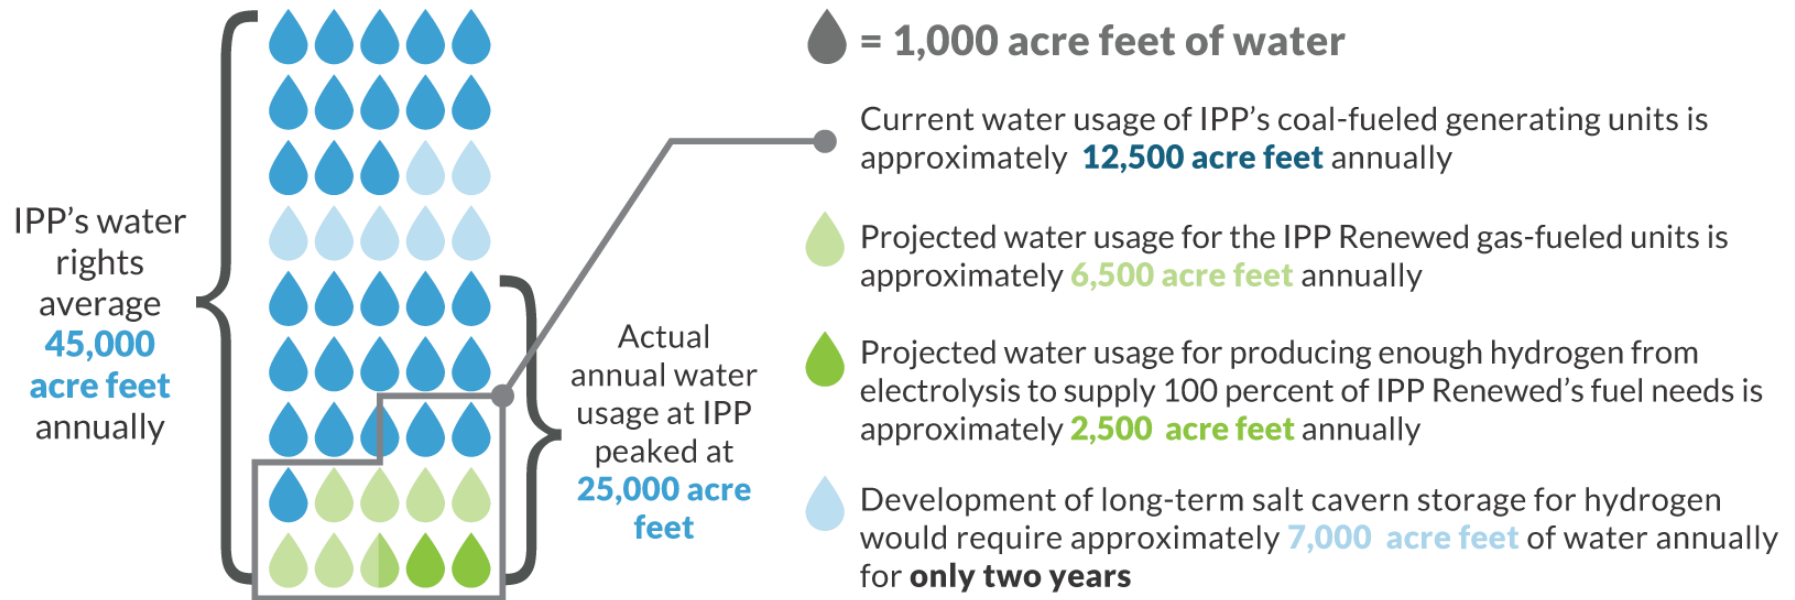 IPP's water
rights
average
45,000
acre feet
annually
Actual
annual water
usage at IPP
peaked at
25,000 acre
feet
= 1,000 acre feet of water
Current water usage of IPP's coal-fueled generating units is
approximately 12,500 acre feet annually
Projected water usage for the IPP Renewed gas-fueled units is
approximately 6,500 acre feet annually
Projected water usage for producing enough hydrogen from
electrolysis to supply 100 percent of IPP Renewed's fuel needs is
approximately 2,500 acre feet annually
Development of long-term salt cavern storage for hydrogen
would require approximately 7,000 acre feet of water annually
for only two years